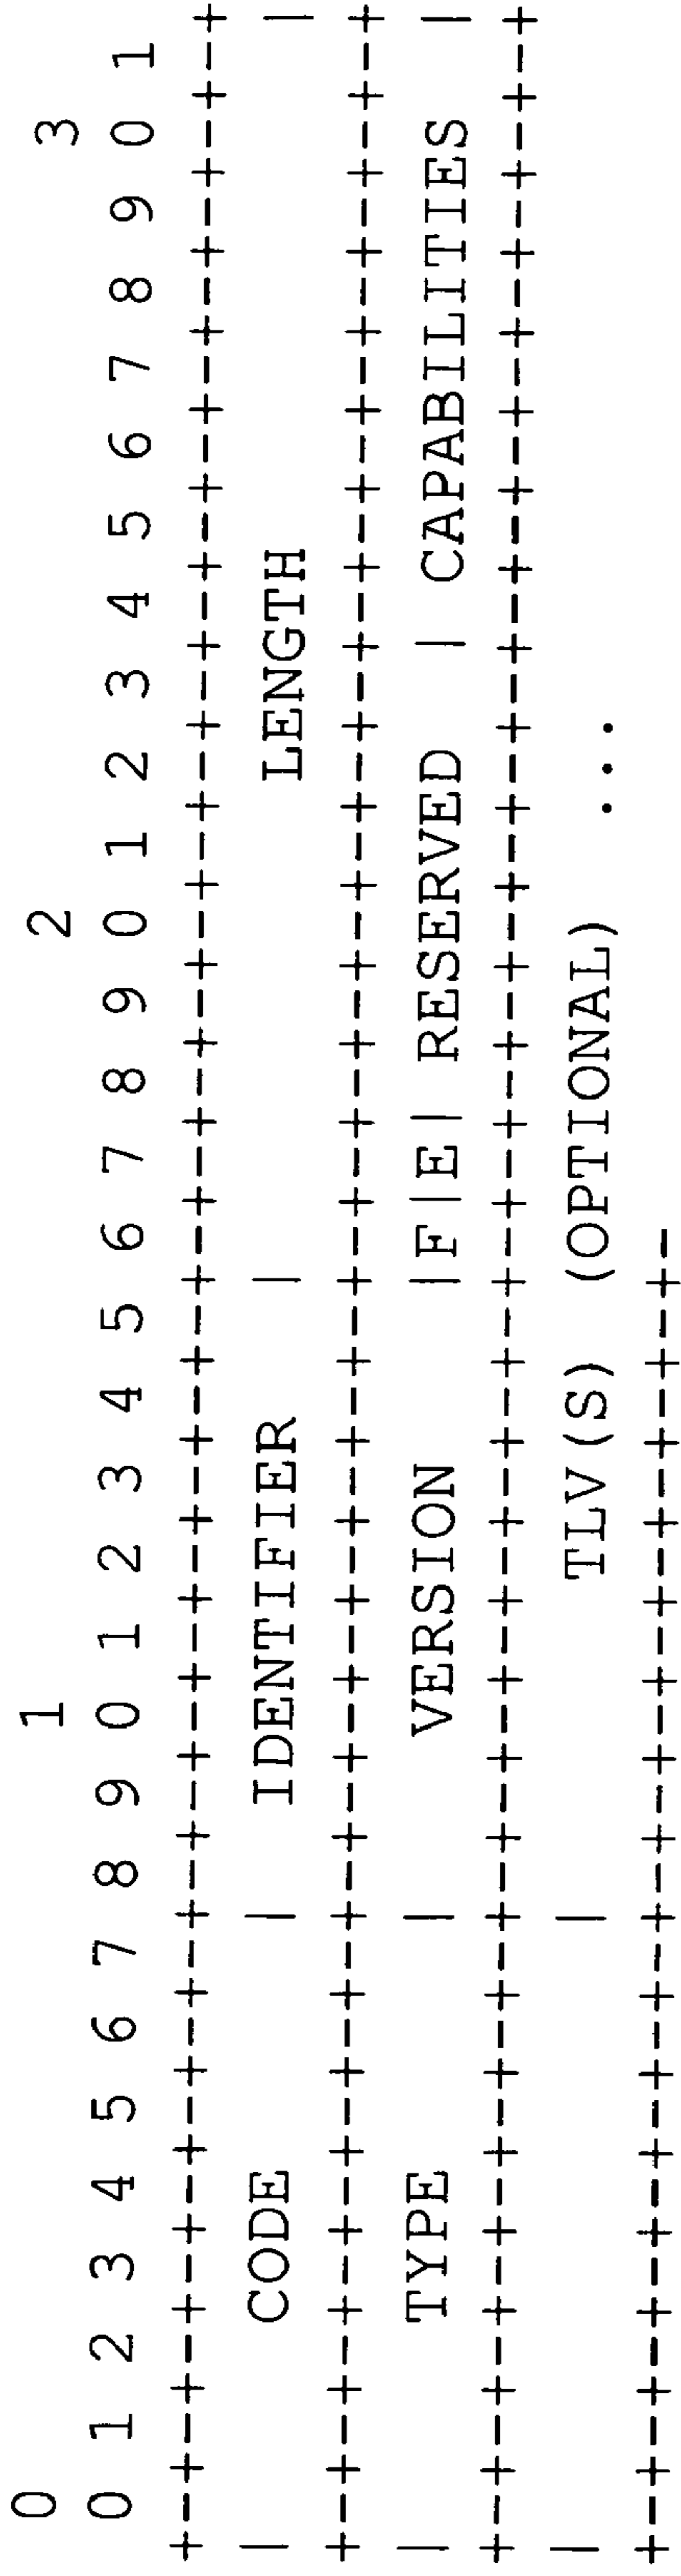 0                   1                   2                   3
 0 1 2 3 4 5 6 7 8 9 0 1 2 3 4 5 6 7 8 9 0 1 2 3 4 5 6 7 8 9 0 1
+-+-+-+-+-+-+-+-+-+-+-+-+-+-+-+-+-+-+-+-+-+-+-+-+-+-+-+-+-+-+-+-+
|     CODE      |  IDENTIFIER   |            LENGTH             |
+-+-+-+-+-+-+-+-+-+-+-+-+-+-+-+-+-+-+-+-+-+-+-+-+-+-+-+-+-+-+-+-+
|     TYPE      |    VERSION    |F|E| RESERVED  | CAPABILITIES  |
+-+-+-+-+-+-+-+-+-+-+-+-+-+-+-+-+-+-+-+-+-+-+-+-+-+-+-+-+-+-+-+-+
|               |        TLV(S) (OPTIONAL)  ...
+-+-+-+-+-+-+-+-+-+-+-+-+-+-+-+-+-